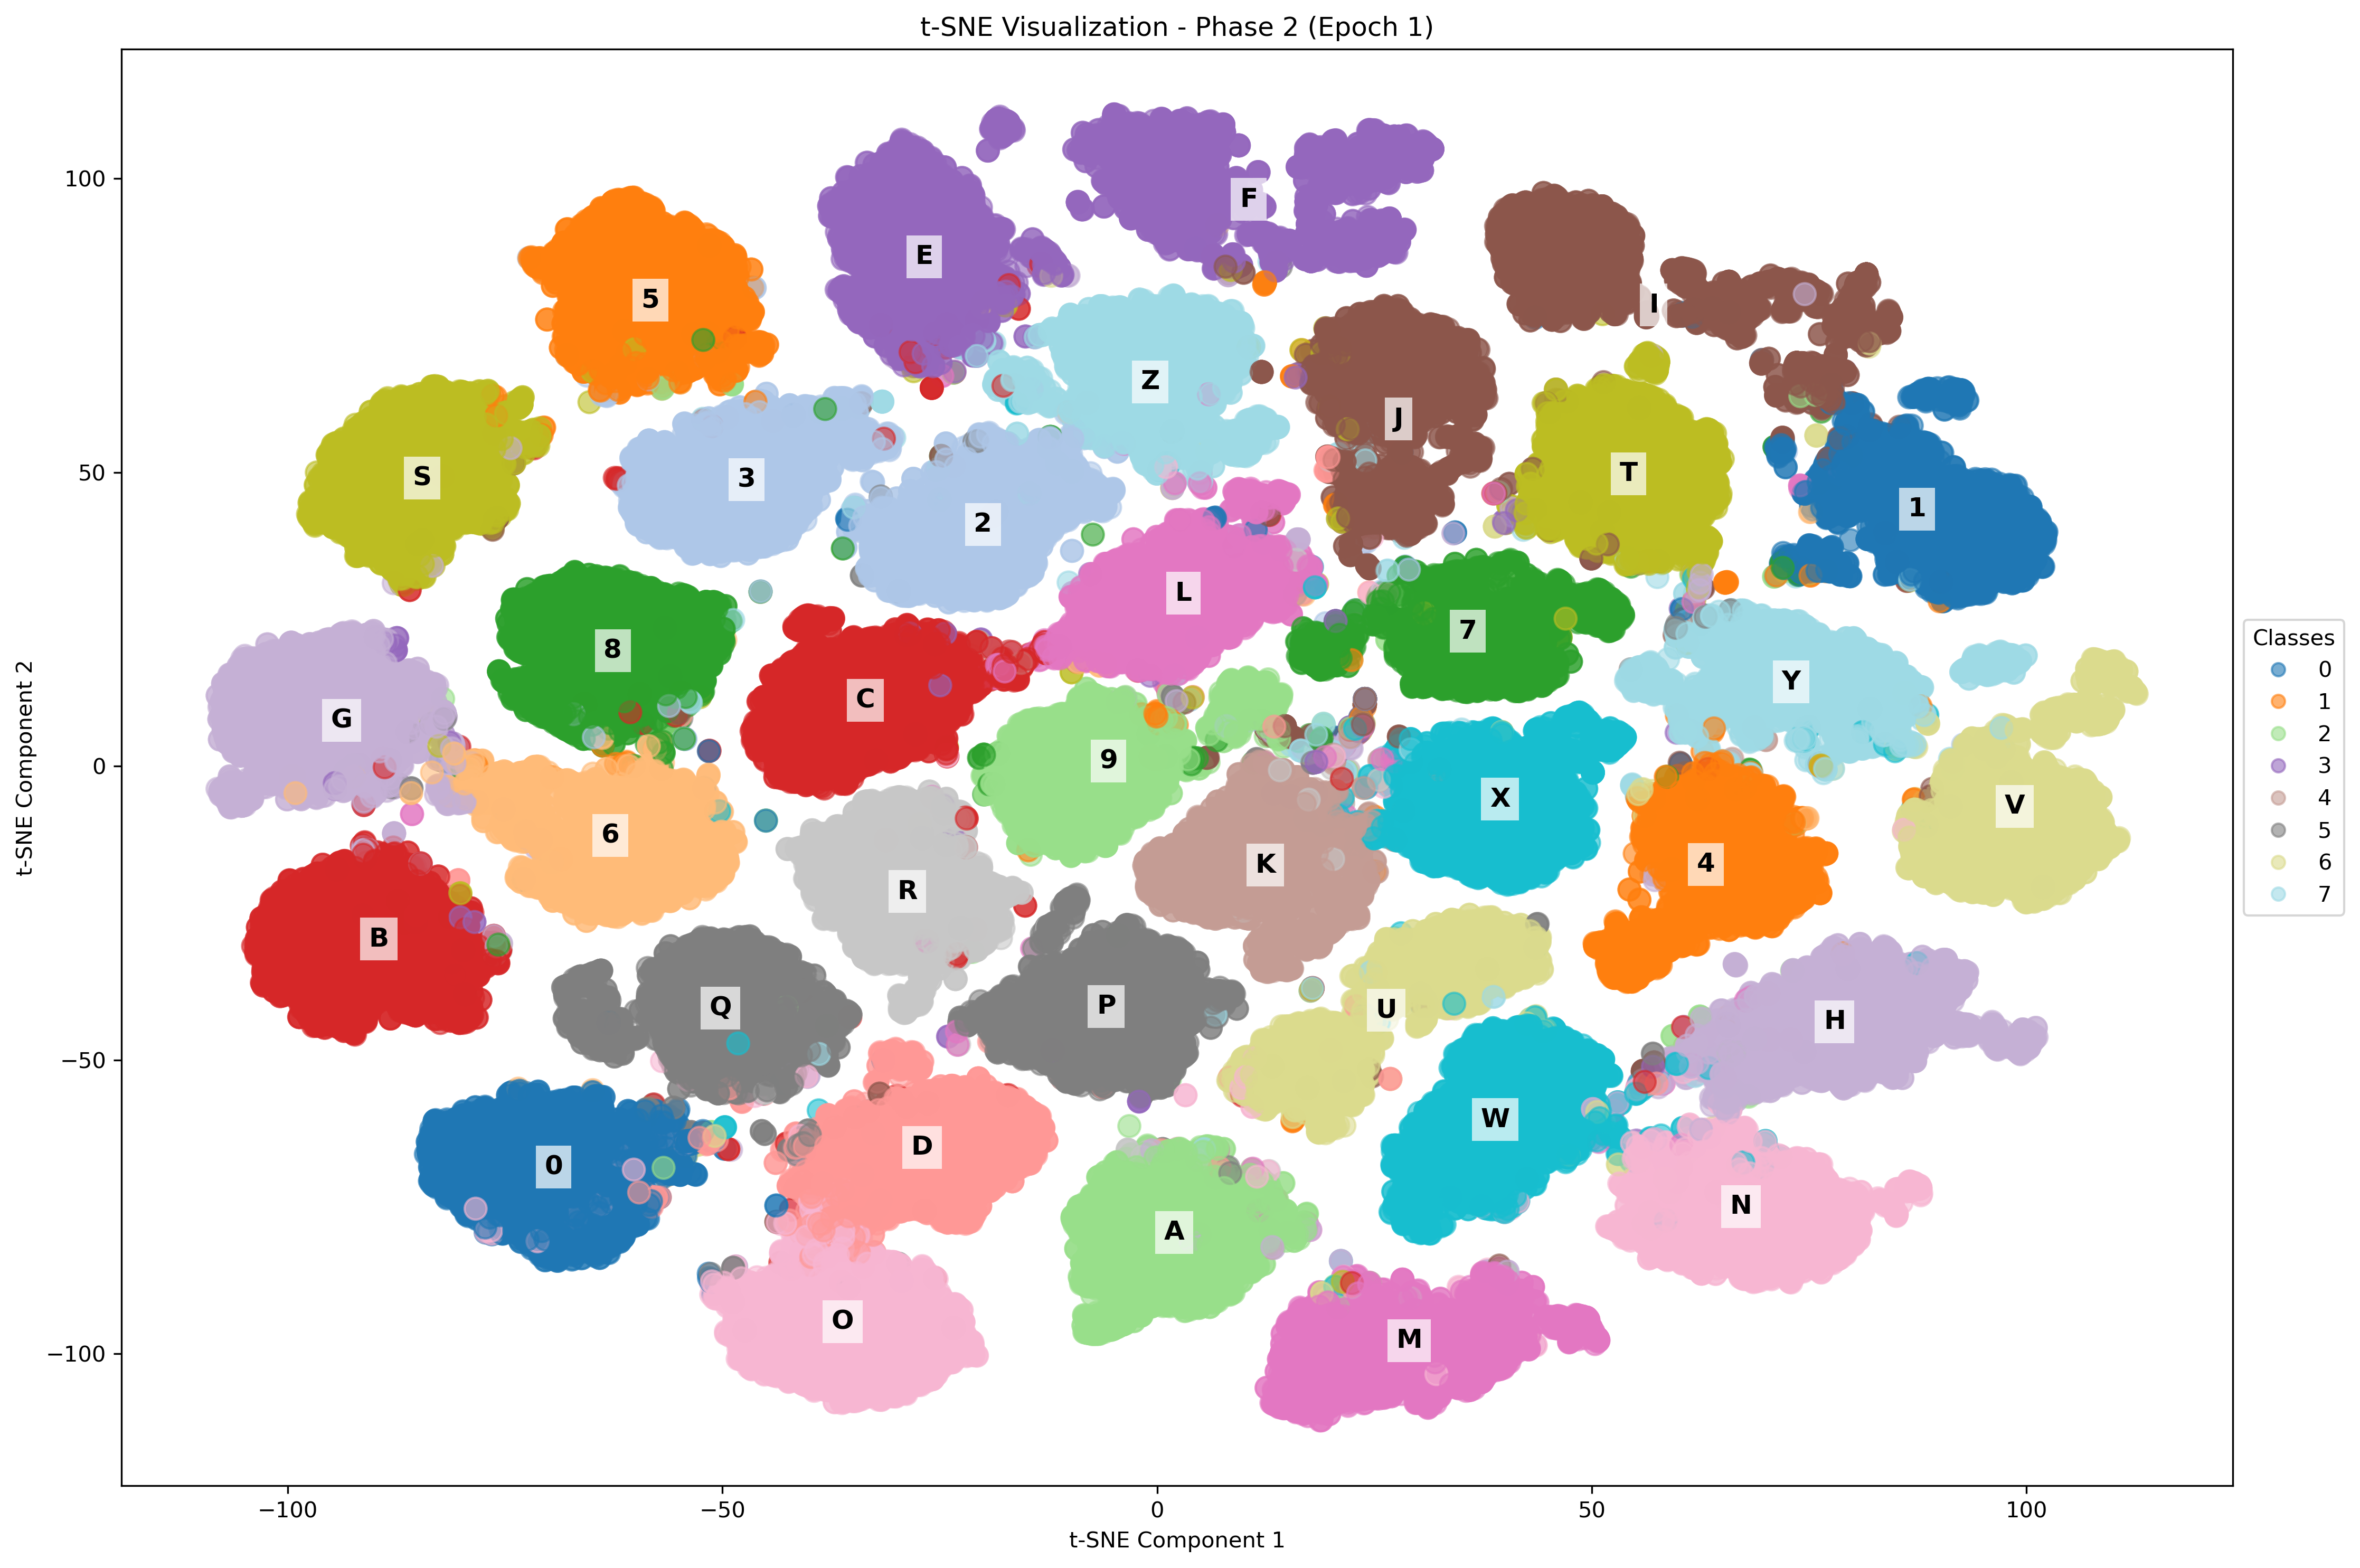 t-SNE Visualization - Phase 2 (Epoch 1)
t-SNE Component 2
100
50
0
−50
−100
F
E
5
I
Z
J
S
3
T
2
1
L
7
8
Y
C
G
9
X
V
6
K
4
R
B
P
Q
U
H
W
D
0
N
A
O
M
−100
−50
0
50
100
t-SNE Component 1
Classes
0
1
2
3
4
5
6
7